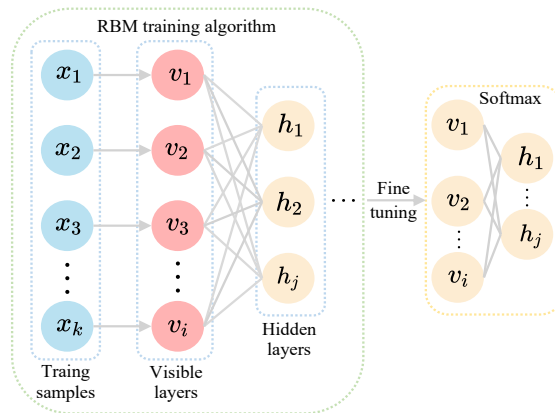 RBM training algorithm
x₁
x₂
x₃
xₖ
Traing
samples
v₁
v₂
v₃
vᵢ
Visible
layers
h₁
h₂
hⱼ
Hidden
layers
...
Fine
tuning
Softmax
v₁
v₂
vᵢ
h₁
hⱼ